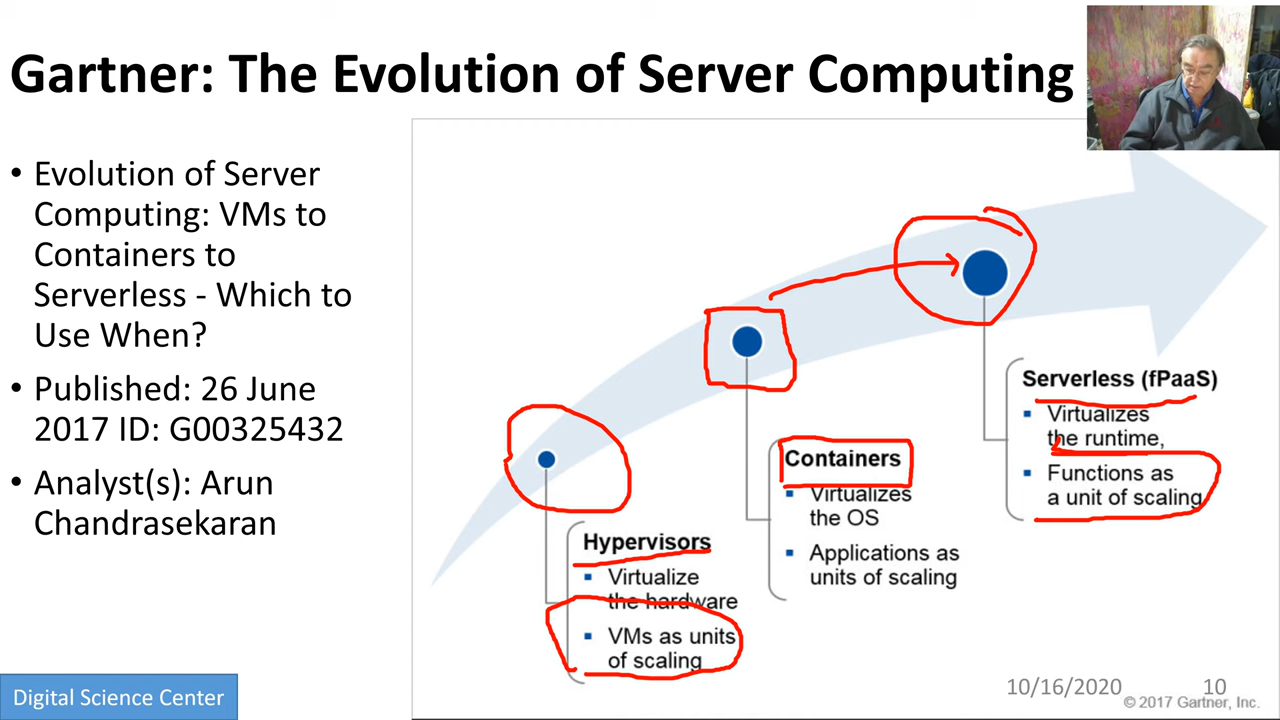 Gartner: The Evolution of Server Computing
• Evolution of Server
Computing: VMs to
Containers to
Serverless - Which to
Use When?
• Published: 26 June
2017 ID: G00325432
• Analyst(s): Arun
Chandrasekaran
Serverless (fPaaS)
▪ Virtualizes
the runtime,
▪ Functions as
a unit of scaling
Containers
▪ Virtualizes
the OS
▪ Applications as
units of scaling
Hypervisors
▪ Virtualize
the hardware
▪ VMs as units
of scaling
Digital Science Center
10/16/2020 10
© 2017 Gartner, Inc.